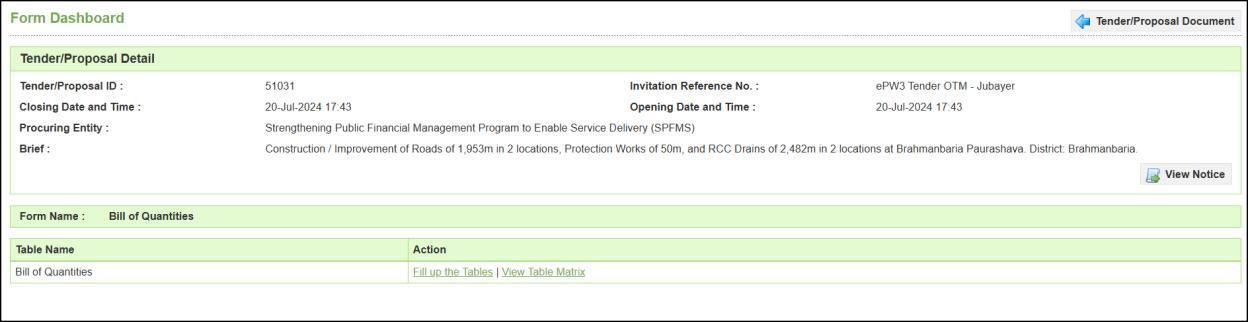 Form Dashboard
Tender/Proposal Document
Tender/Proposal Detail
Tender/Proposal ID : 51031 Invitation Reference No. : ePW3 Tender OTM - Jubayer
Closing Date and Time : 20-Jul-2024 17:43 Opening Date and Time : 20-Jul-2024 17:43
Procuring Entity : Strengthening Public Financial Management Program to Enable Service Delivery (SPFMS)
Brief : Construction / Improvement of Roads of 1,953m in 2 locations, Protection Works of 50m, and RCC Drains of 2,482m in 2 locations at Brahmanbaria Paurashava. District: Brahmanbaria.
View Notice
Form Name : Bill of Quantities
Table Name Action
Bill of Quantities Fill up the Tables | View Table Matrix